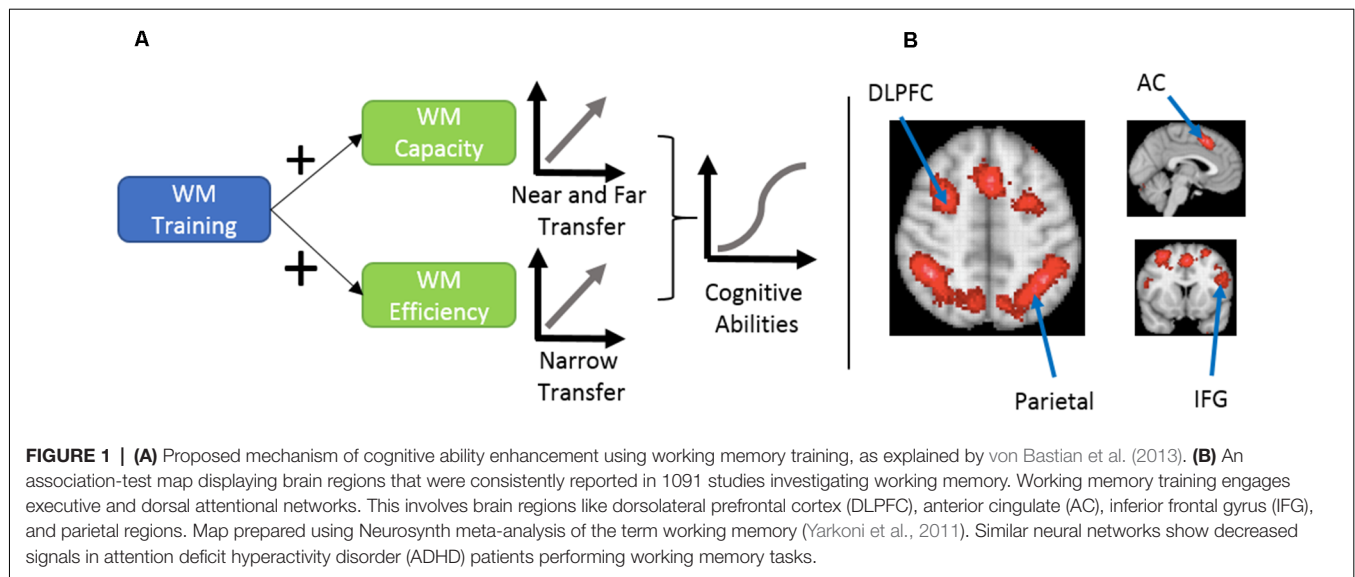 A
WM
Training
+
+
WM
Capacity
Near and Far
Transfer
WM
Efficiency
Narrow
Transfer
Cognitive
Abilities
B
DLPFC
AC
Parietal
IFG
FIGURE 1 | (A) Proposed mechanism of cognitive ability enhancement using working memory training, as explained by von Bastian et al. (2013). (B) An
association-test map displaying brain regions that were consistently reported in 1091 studies investigating working memory. Working memory training engages
executive and dorsal attentional networks. This involves brain regions like dorsolateral prefrontal cortex (DLPFC), anterior cingulate (AC), inferior frontal gyrus (IFG),
and parietal regions. Map prepared using Neurosynth meta-analysis of the term working memory (Yarkoni et al., 2011). Similar neural networks show decreased
signals in attention deficit hyperactivity disorder (ADHD) patients performing working memory tasks.